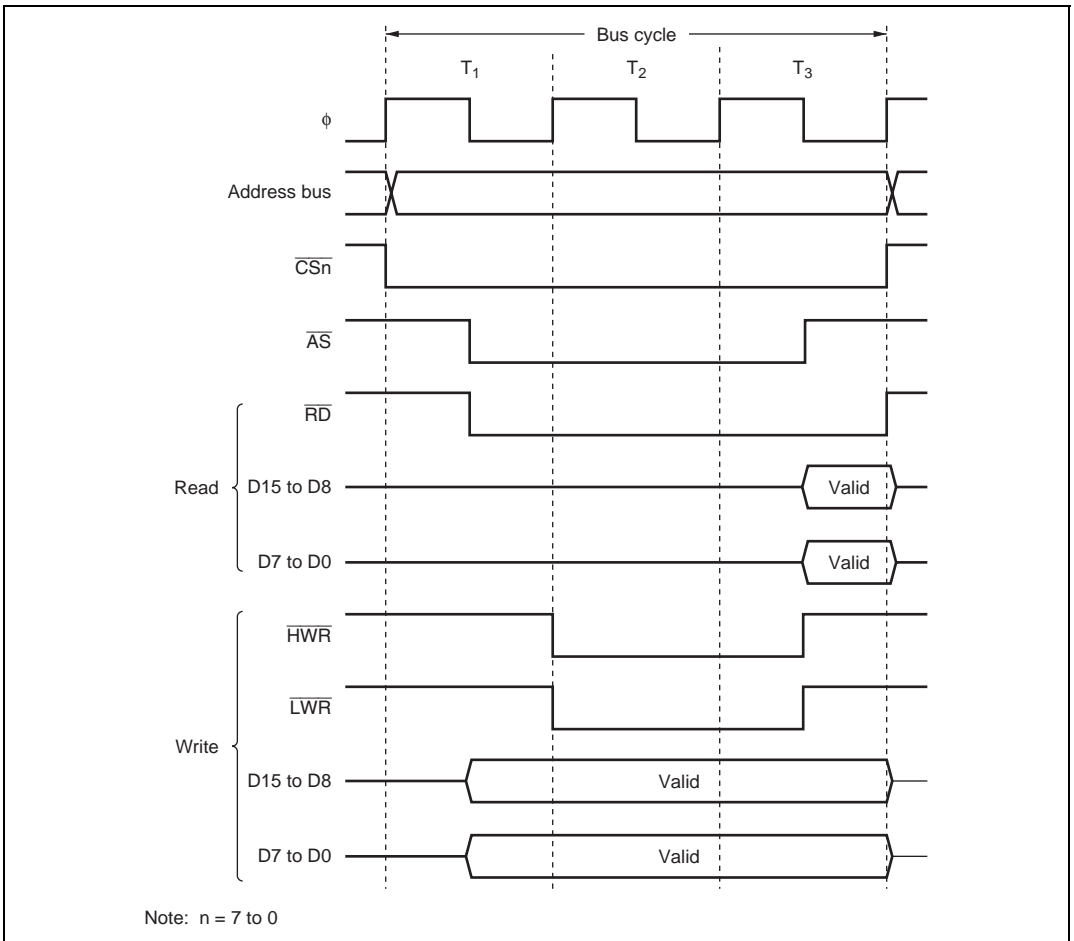 Bus cycle
T1 T2 T3
φ
Address bus
CSn
AS
RD
Read
D15 to D8 Valid
D7 to D0 Valid
HWR
LWR
Write
D15 to D8 Valid
D7 to D0 Valid
Note: n = 7 to 0